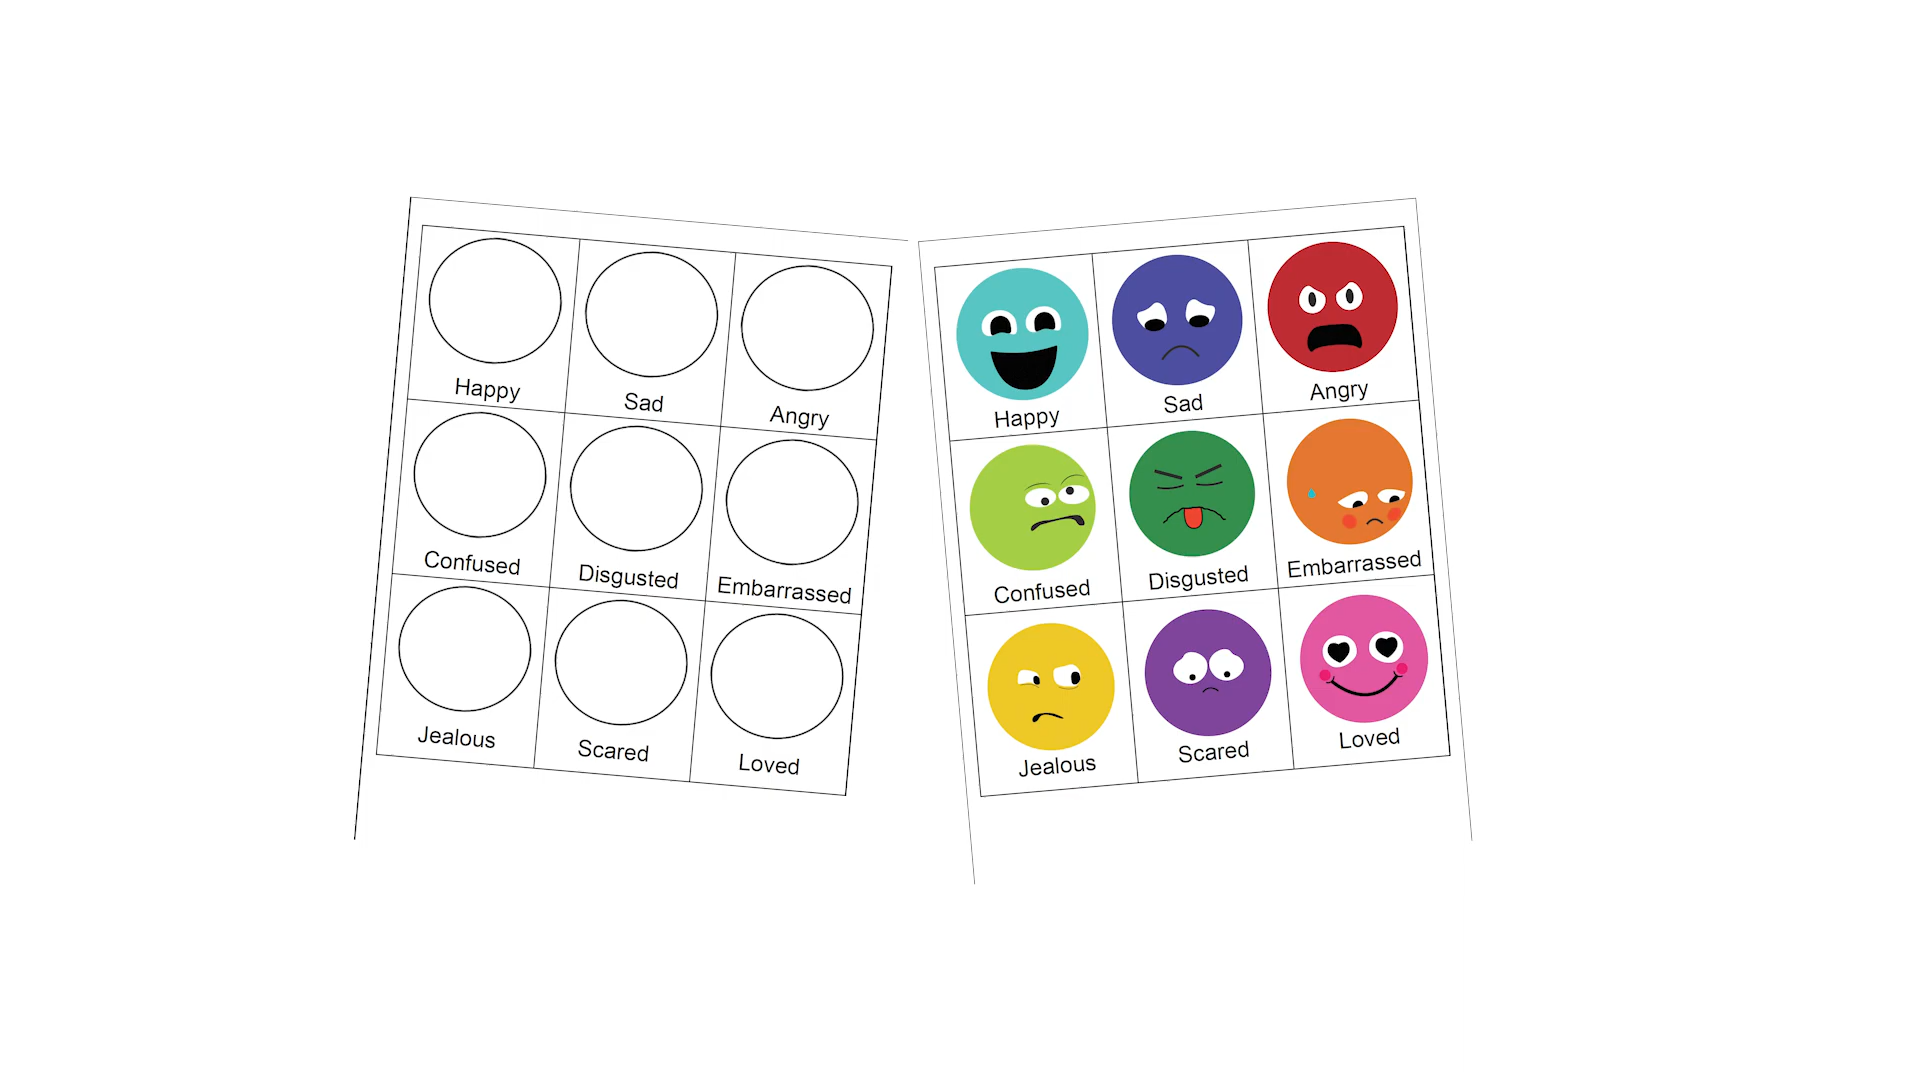 Happy
Sad
Angry
Confused
Disgusted
Embarrassed
Jealous
Scared
Loved
Happy
Sad
Angry
Confused
Disgusted
Embarrassed
Jealous
Scared
Loved